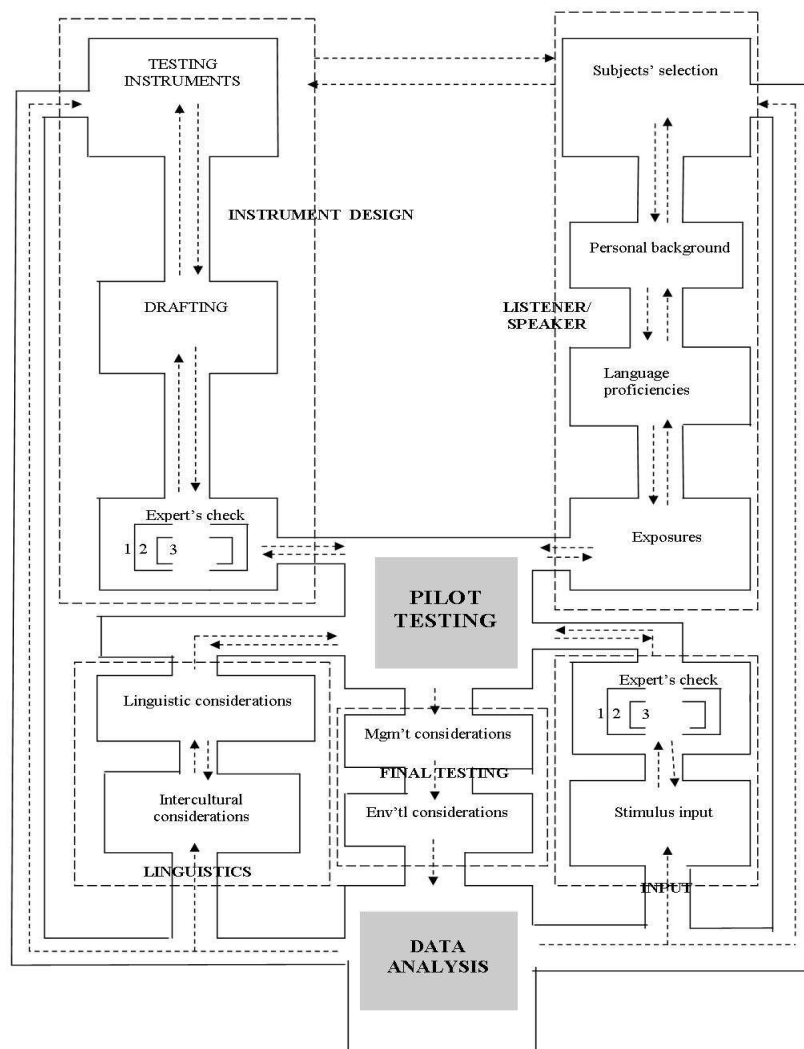 TESTING
INSTRUMENTS
Subjects' selection
INSTRUMENT DESIGN
Personal background
DRAFTING
LISTENER/
SPEAKER
Language
proficiencies
Expert's check
1 2 3
Exposures
PILOT
TESTING
Linguistic considerations
Expert's check
1 2 3
Mgm't considerations
FINAL TESTING
Intercultural
considerations
Env'tl considerations
Stimulus input
LINGUISTICS
INPUT
DATA
ANALYSIS